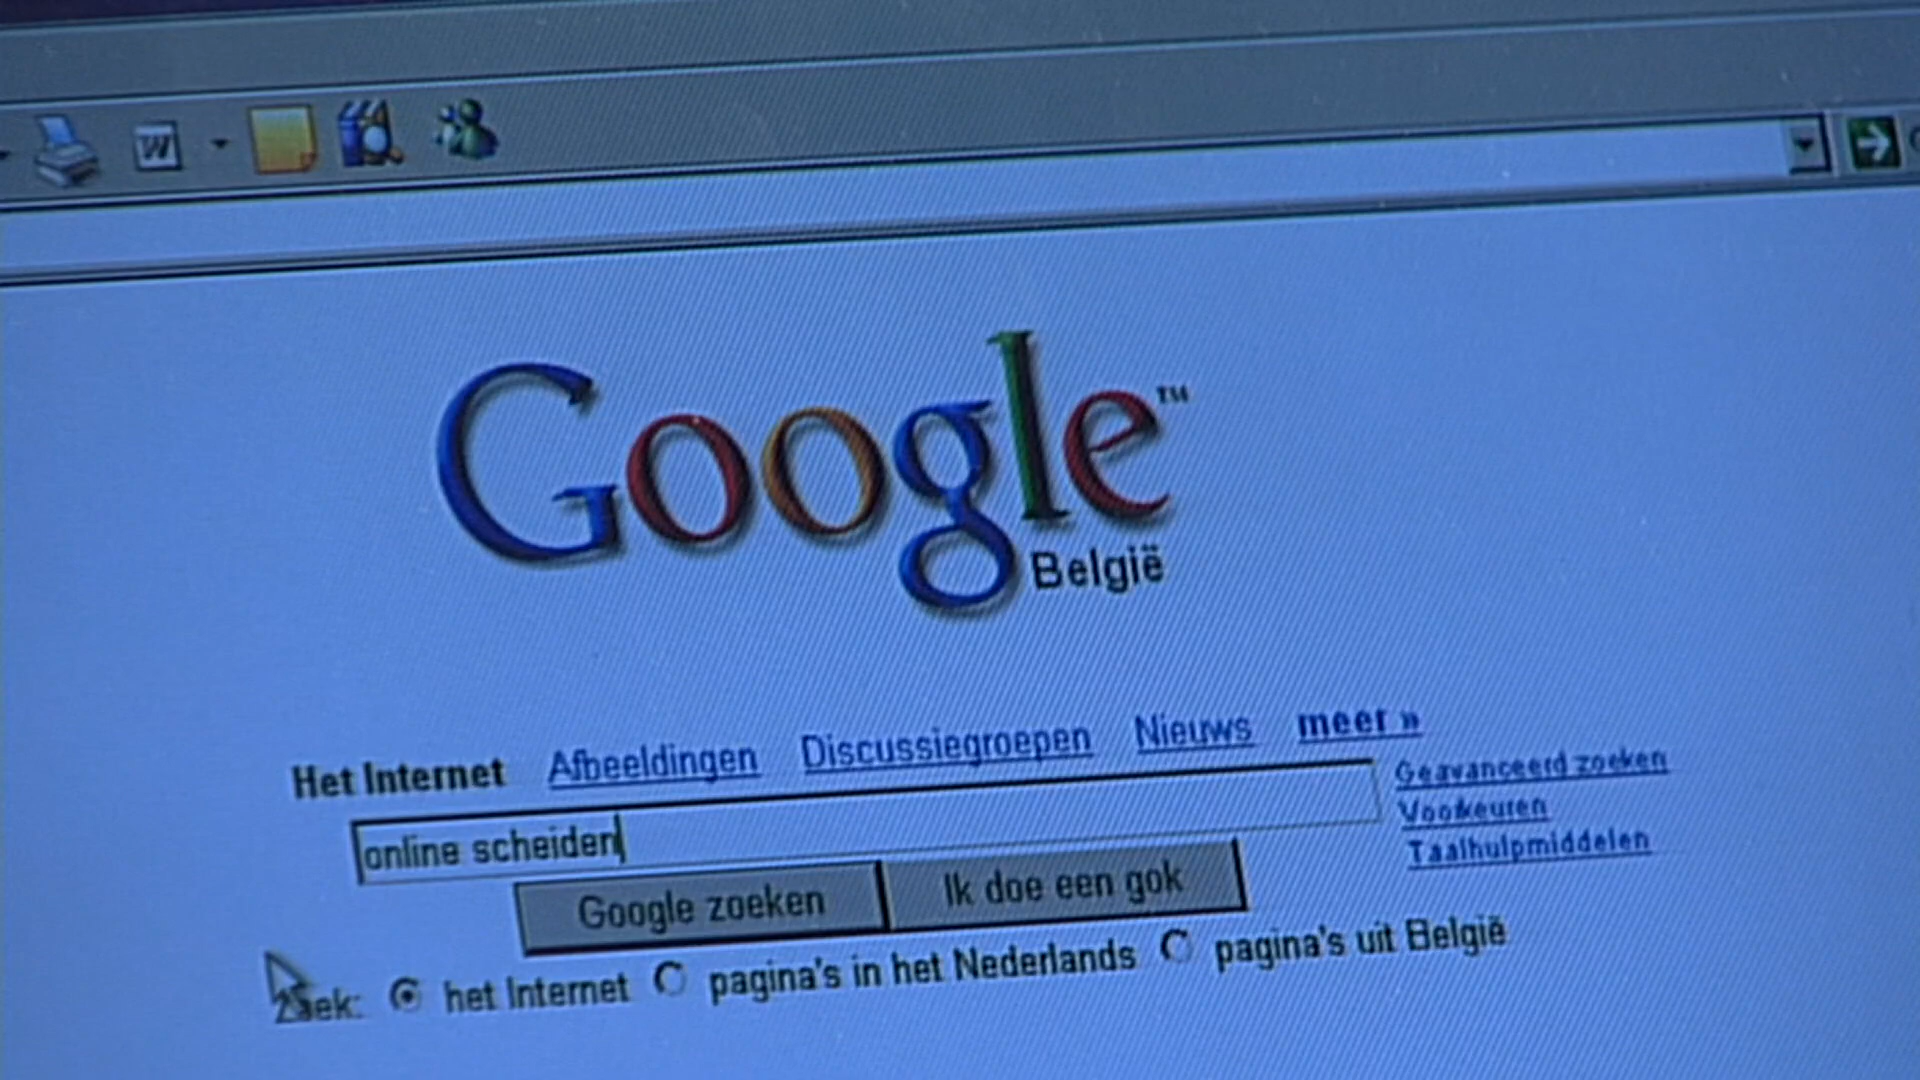 W
Google™
België
Het Internet Afbeeldingen Discussiegroepen Nieuws meer »
online scheiden
Geavanceerd zoeken
Voorkeuren
Taalhulpmiddelen
Google zoeken Ik doe een gok
Zoek: het Internet pagina's in het Nederlands pagina's uit België